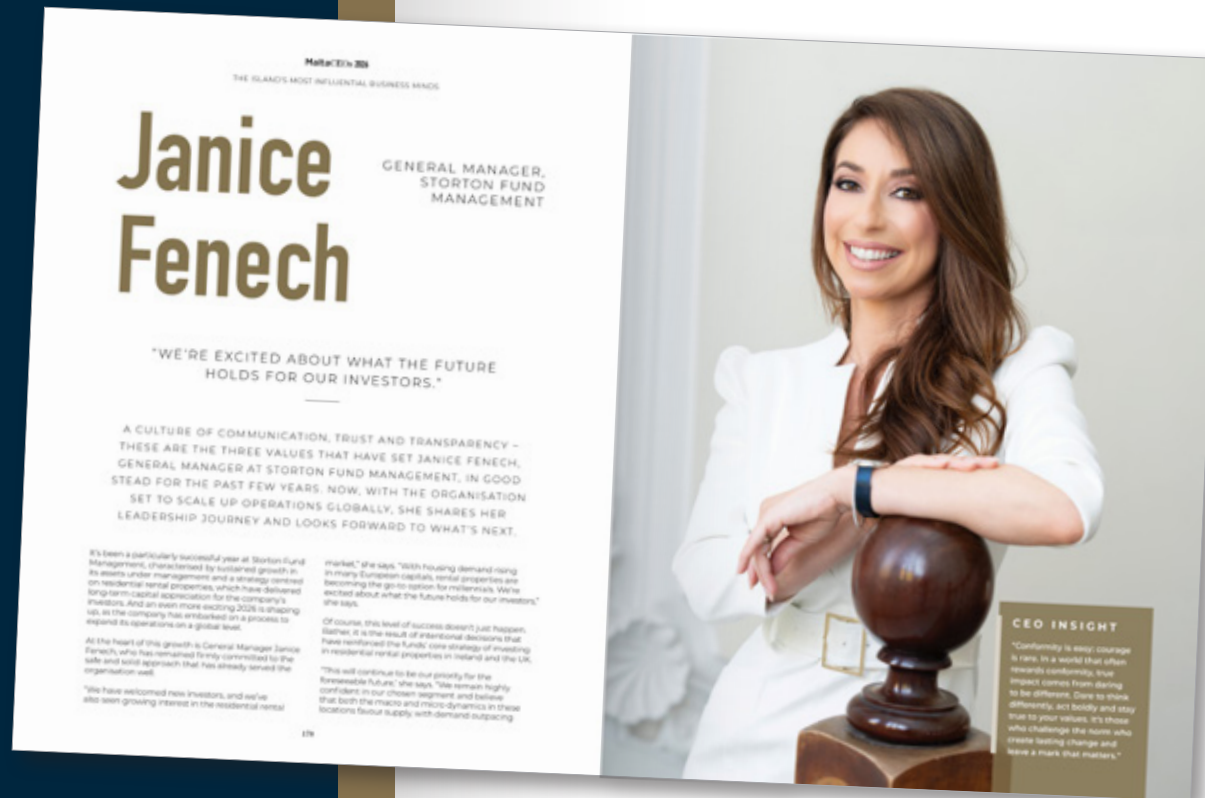 MaltaCEOs 2026
THE ISLAND'S MOST INFLUENTIAL BUSINESS MINDS
Janice
Fenech
GENERAL MANAGER,
STORTON FUND
MANAGEMENT
"WE'RE EXCITED ABOUT WHAT THE FUTURE
HOLDS FOR OUR INVESTORS."
A CULTURE OF COMMUNICATION, TRUST AND TRANSPARENCY –
THESE ARE THE THREE VALUES THAT HAVE SET JANICE FENECH,
GENERAL MANAGER AT STORTON FUND MANAGEMENT, IN GOOD
STEAD FOR THE PAST FEW YEARS. NOW, WITH THE ORGANISATION
SET TO SCALE UP OPERATIONS GLOBALLY, SHE SHARES HER
LEADERSHIP JOURNEY AND LOOKS FORWARD TO WHAT'S NEXT.
It's been a particularly successful year at Storton Fund
Management, characterised by sustained growth in
its assets under management and a strategy centred
on residential rental properties, which have delivered
long-term capital appreciation for the company's
investors. And an even more exciting 2026 is shaping
up, as the company has embarked on a process to
expand its operations on a global level.
At the heart of this growth is General Manager Janice
Fenech, who has remained firmly committed to the
safe and solid approach that has already served the
organisation well.
"We have welcomed new investors, and we've
also seen growing interest in the residential rental
market," she says. "With housing demand rising
in many European capitals, rental properties are
becoming the go-to option for millennials. We're
excited about what the future holds for our investors,"
she says.
Of course, this level of success doesn't just happen.
Rather, it is the result of intentional decisions that
have reinforced the funds' core strategy of investing
in residential rental properties in Ireland and the UK.
"This will continue to be our priority for the
foreseeable future," she says. "We remain highly
confident in our chosen segment and believe
that both the macro and micro dynamics in these
locations favour supply, with demand outpacing
179
CEO INSIGHT
"Conformity is easy; courage
is rare. In a world that often
rewards conformity, true
impact comes from daring
to be different. Dare to think
differently, act boldly and stay
true to your values. It's those
who challenge the norm who
create lasting change and
leave a mark that matters."